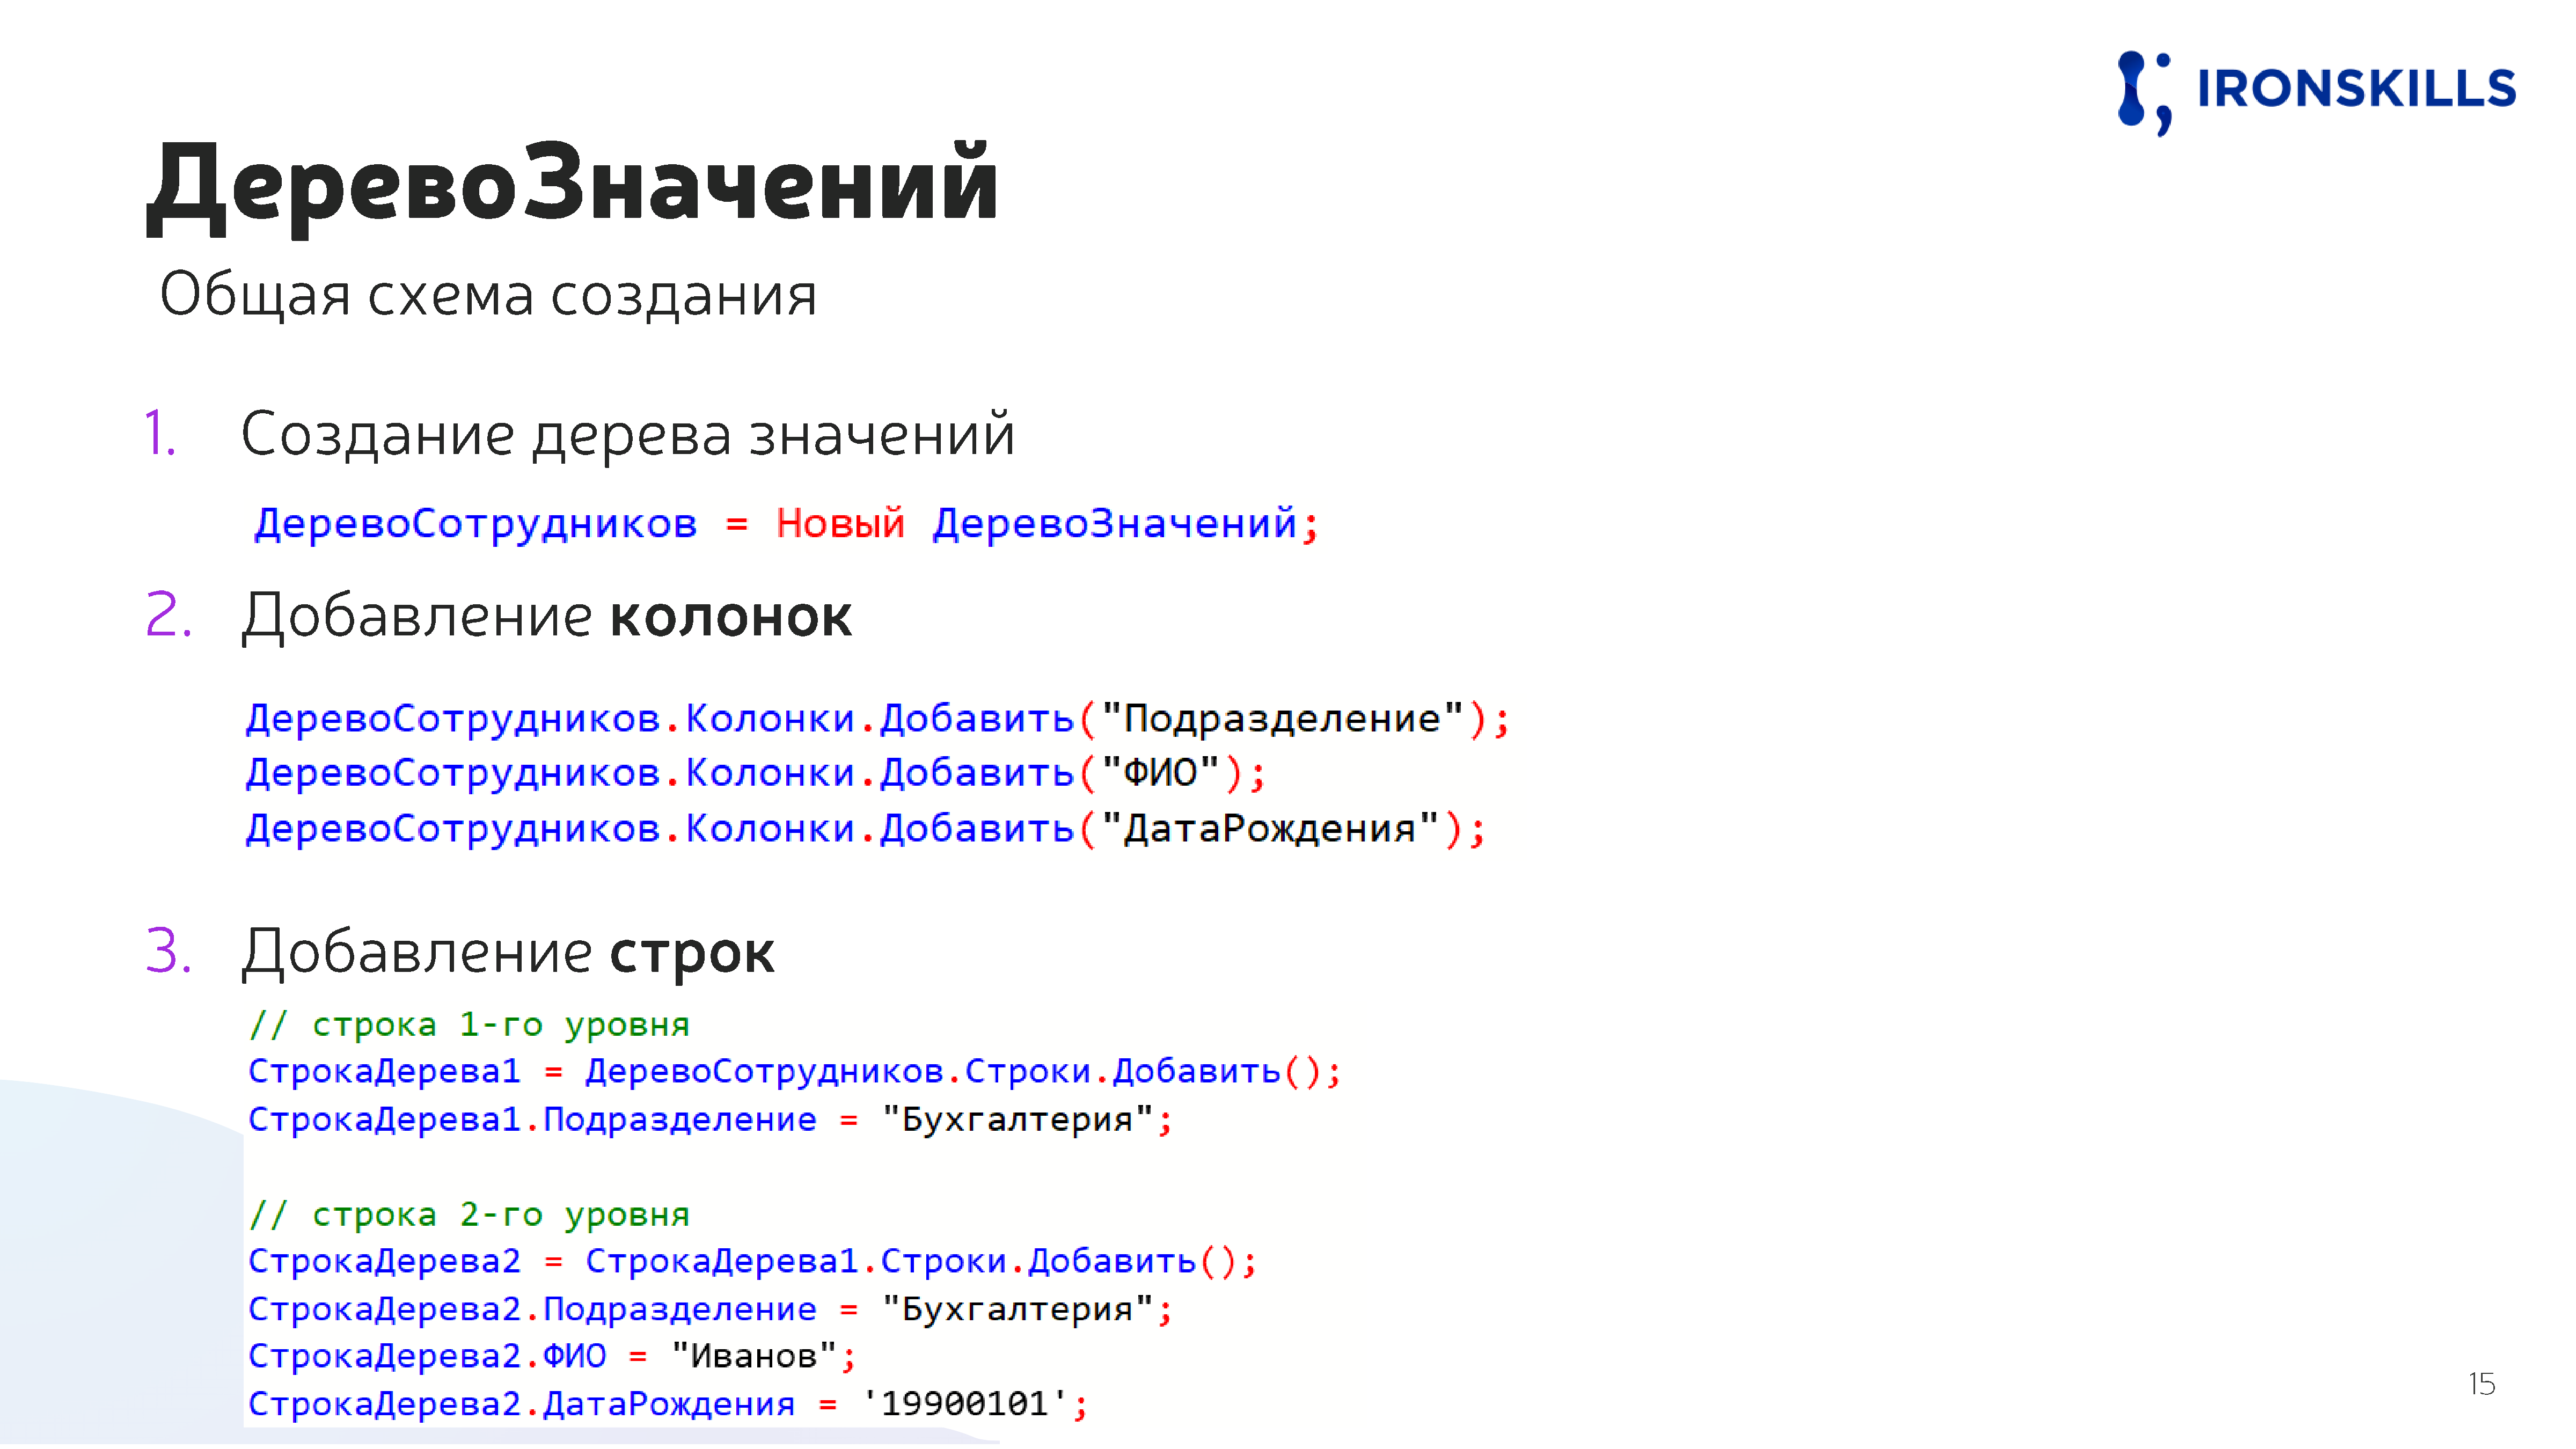 IRONSKILLS
ДеревоЗначений
Общая схема создания
1. Создание дерева значений
ДеревоСотрудников = Новый ДеревоЗначений;
2. Добавление колонок
ДеревоСотрудников.Колонки.Добавить("Подразделение");
ДеревоСотрудников.Колонки.Добавить("ФИО");
ДеревоСотрудников.Колонки.Добавить("ДатаРождения");
3. Добавление строк
// строка 1-го уровня
СтрокаДерева1 = ДеревоСотрудников.Строки.Добавить();
СтрокаДерева1.Подразделение = "Бухгалтерия";
// строка 2-го уровня
СтрокаДерева2 = СтрокаДерева1.Строки.Добавить();
СтрокаДерева2.Подразделение = "Бухгалтерия";
СтрокаДерева2.ФИО = "Иванов";
СтрокаДерева2.ДатаРождения = '19900101';
15